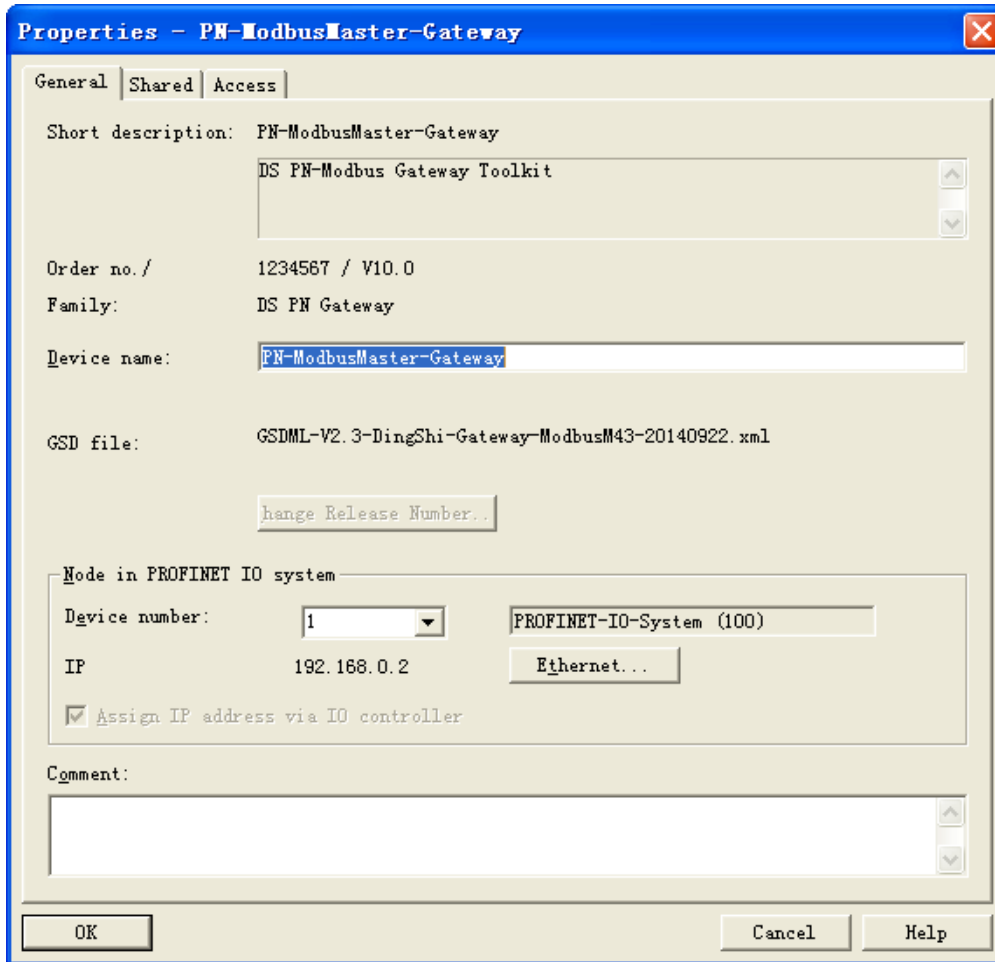 Properties - PN-ModbusMaster-Gateway
General Shared Access
Short description: PN-ModbusMaster-Gateway
DS PN-Modbus Gateway Toolkit
Order no./ 1234567 / V10.0
Family: DS PN Gateway
Device name: PN-ModbusMaster-Gateway
GSD file: GSDML-V2.3-DingShi-Gateway-ModbusM43-20140922.xml
hange Release Number..
Node in PROFINET IO system
Device number: 1 PROFINET-IO-System (100)
IP 192.168.0.2 Ethernet...
Assign IP address via IO controller
Comment:
OK Cancel Help